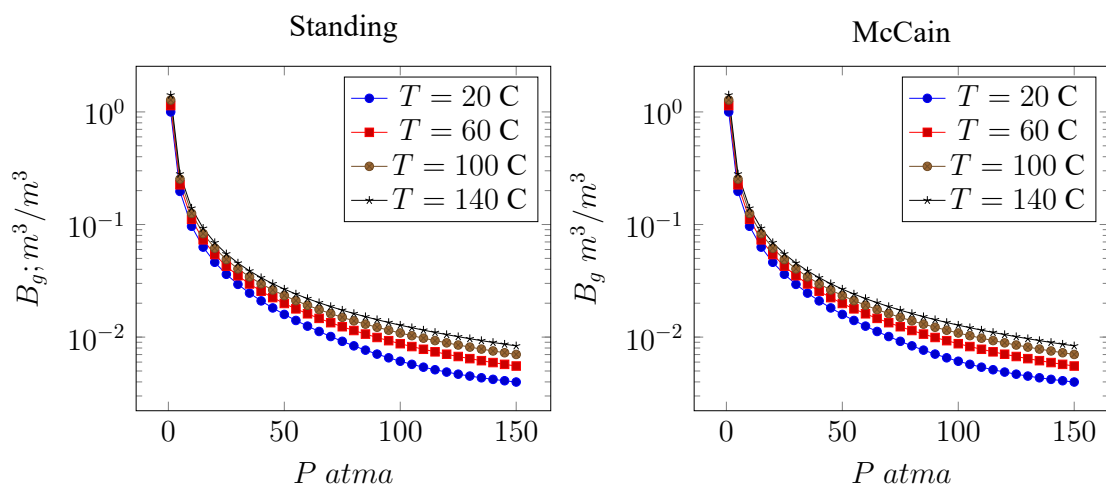 Standing
B_g; m^3/m^3
10^0
10^{-1}
10^{-2}
T = 20 C
T = 60 C
T = 100 C
T = 140 C
0 50 100 150
P atma
McCain
B_g m^3/m^3
10^0
10^{-1}
10^{-2}
T = 20 C
T = 60 C
T = 100 C
T = 140 C
0 50 100 150
P atma